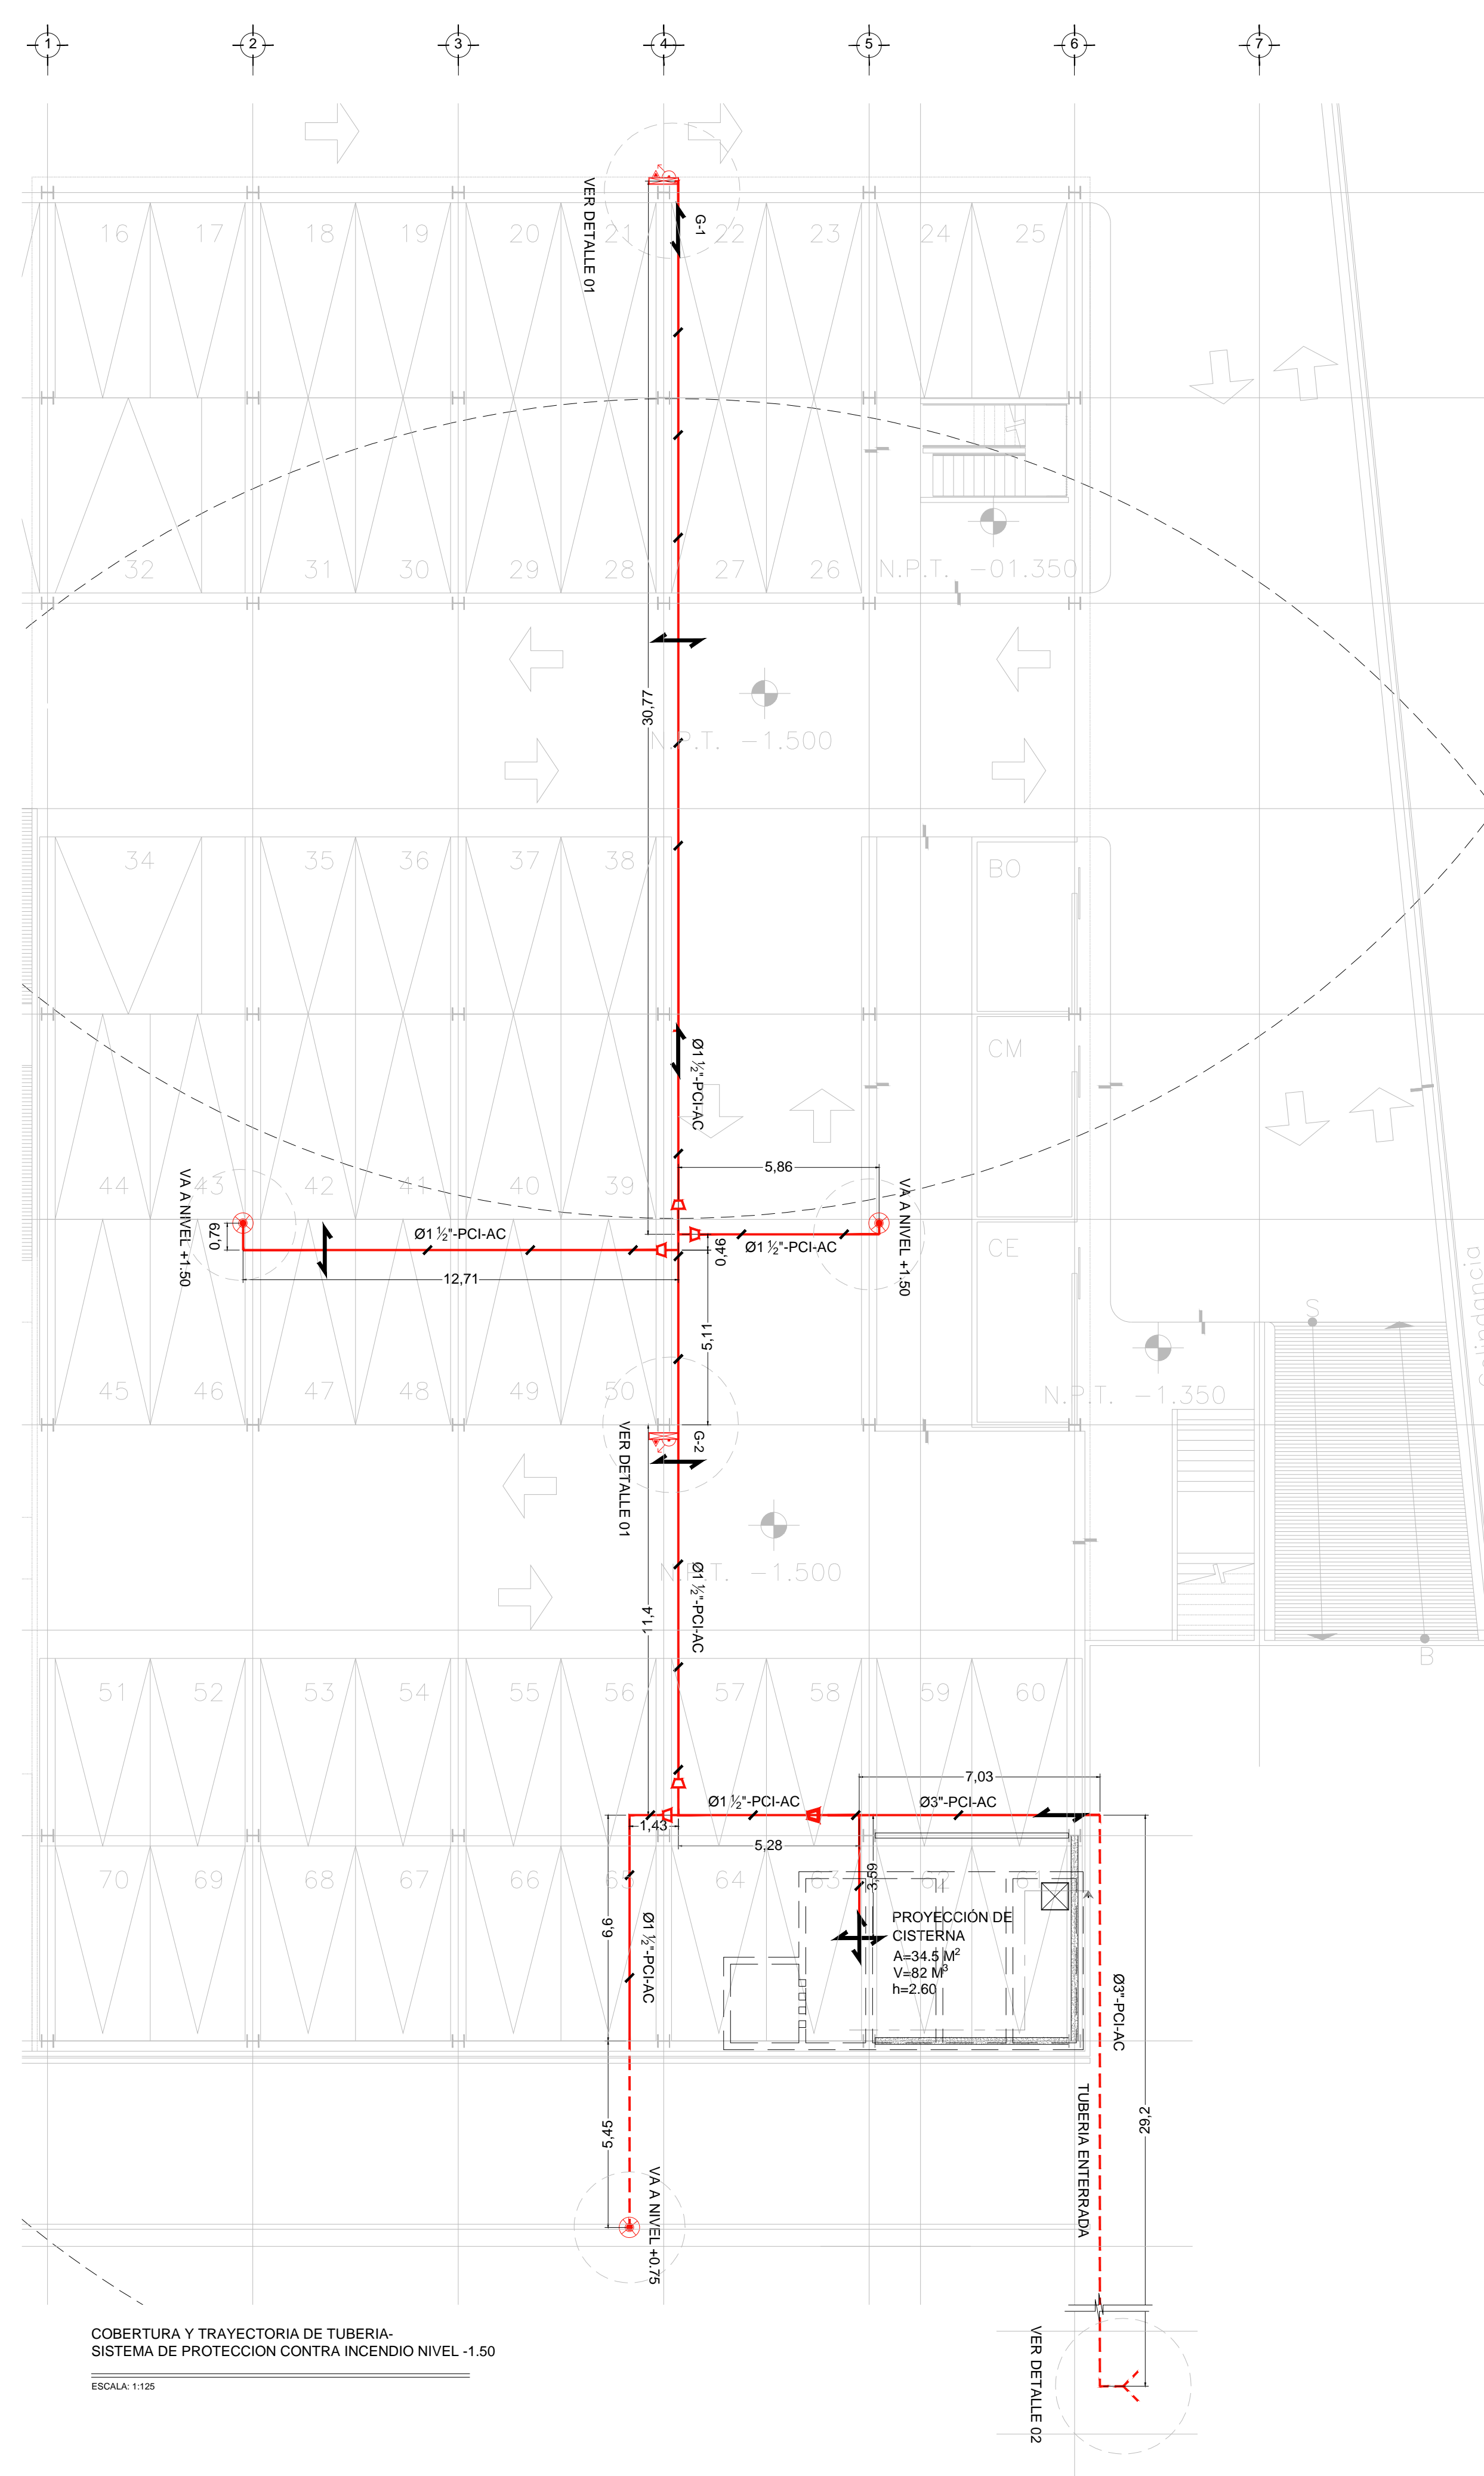 1 2 3 4 5 6 7
VER DETALLE 01
G-1
16 17 18 19 20 21 22 23 24 25
32 31 30 29 28 27 26
N.P.T. -01.350
30,77
N.P.T. -1.500
34 35 36 37 38
BO
CM
Ø1 ½"-PCI-AC
5,86
44 43 42 41 40 39
VA A NIVEL +1.50
VA A NIVEL +1.50
0,79
Ø1 ½"-PCI-AC
0,46
Ø1 ½"-PCI-AC
CE
12,71
S
5,11
45 46 47 48 49 50
N.P.T. -1.350
VER DETALLE 01
G-2
N.P.T. -1.500
Ø1 ½"-PCI-AC
11,4
B
51 52 53 54 55 56 57 58 59 60
7,03
Ø1 ½"-PCI-AC
Ø3"-PCI-AC
1,43
5,28
3,59
70 69 68 67 66 65 64 63 62
PROYECCIÓN DE
CISTERNA
A=34.5 M2
V=82 M3
h=2.60
6,6
Ø1 ½"-PCI-AC
Ø3"-PCI-AC
5,45
TUBERIA ENTERRADA
29,2
VA A NIVEL +0.75
VER DETALLE 02
COBERTURA Y TRAYECTORIA DE TUBERIA-
SISTEMA DE PROTECCION CONTRA INCENDIO NIVEL -1.50
ESCALA: 1:125